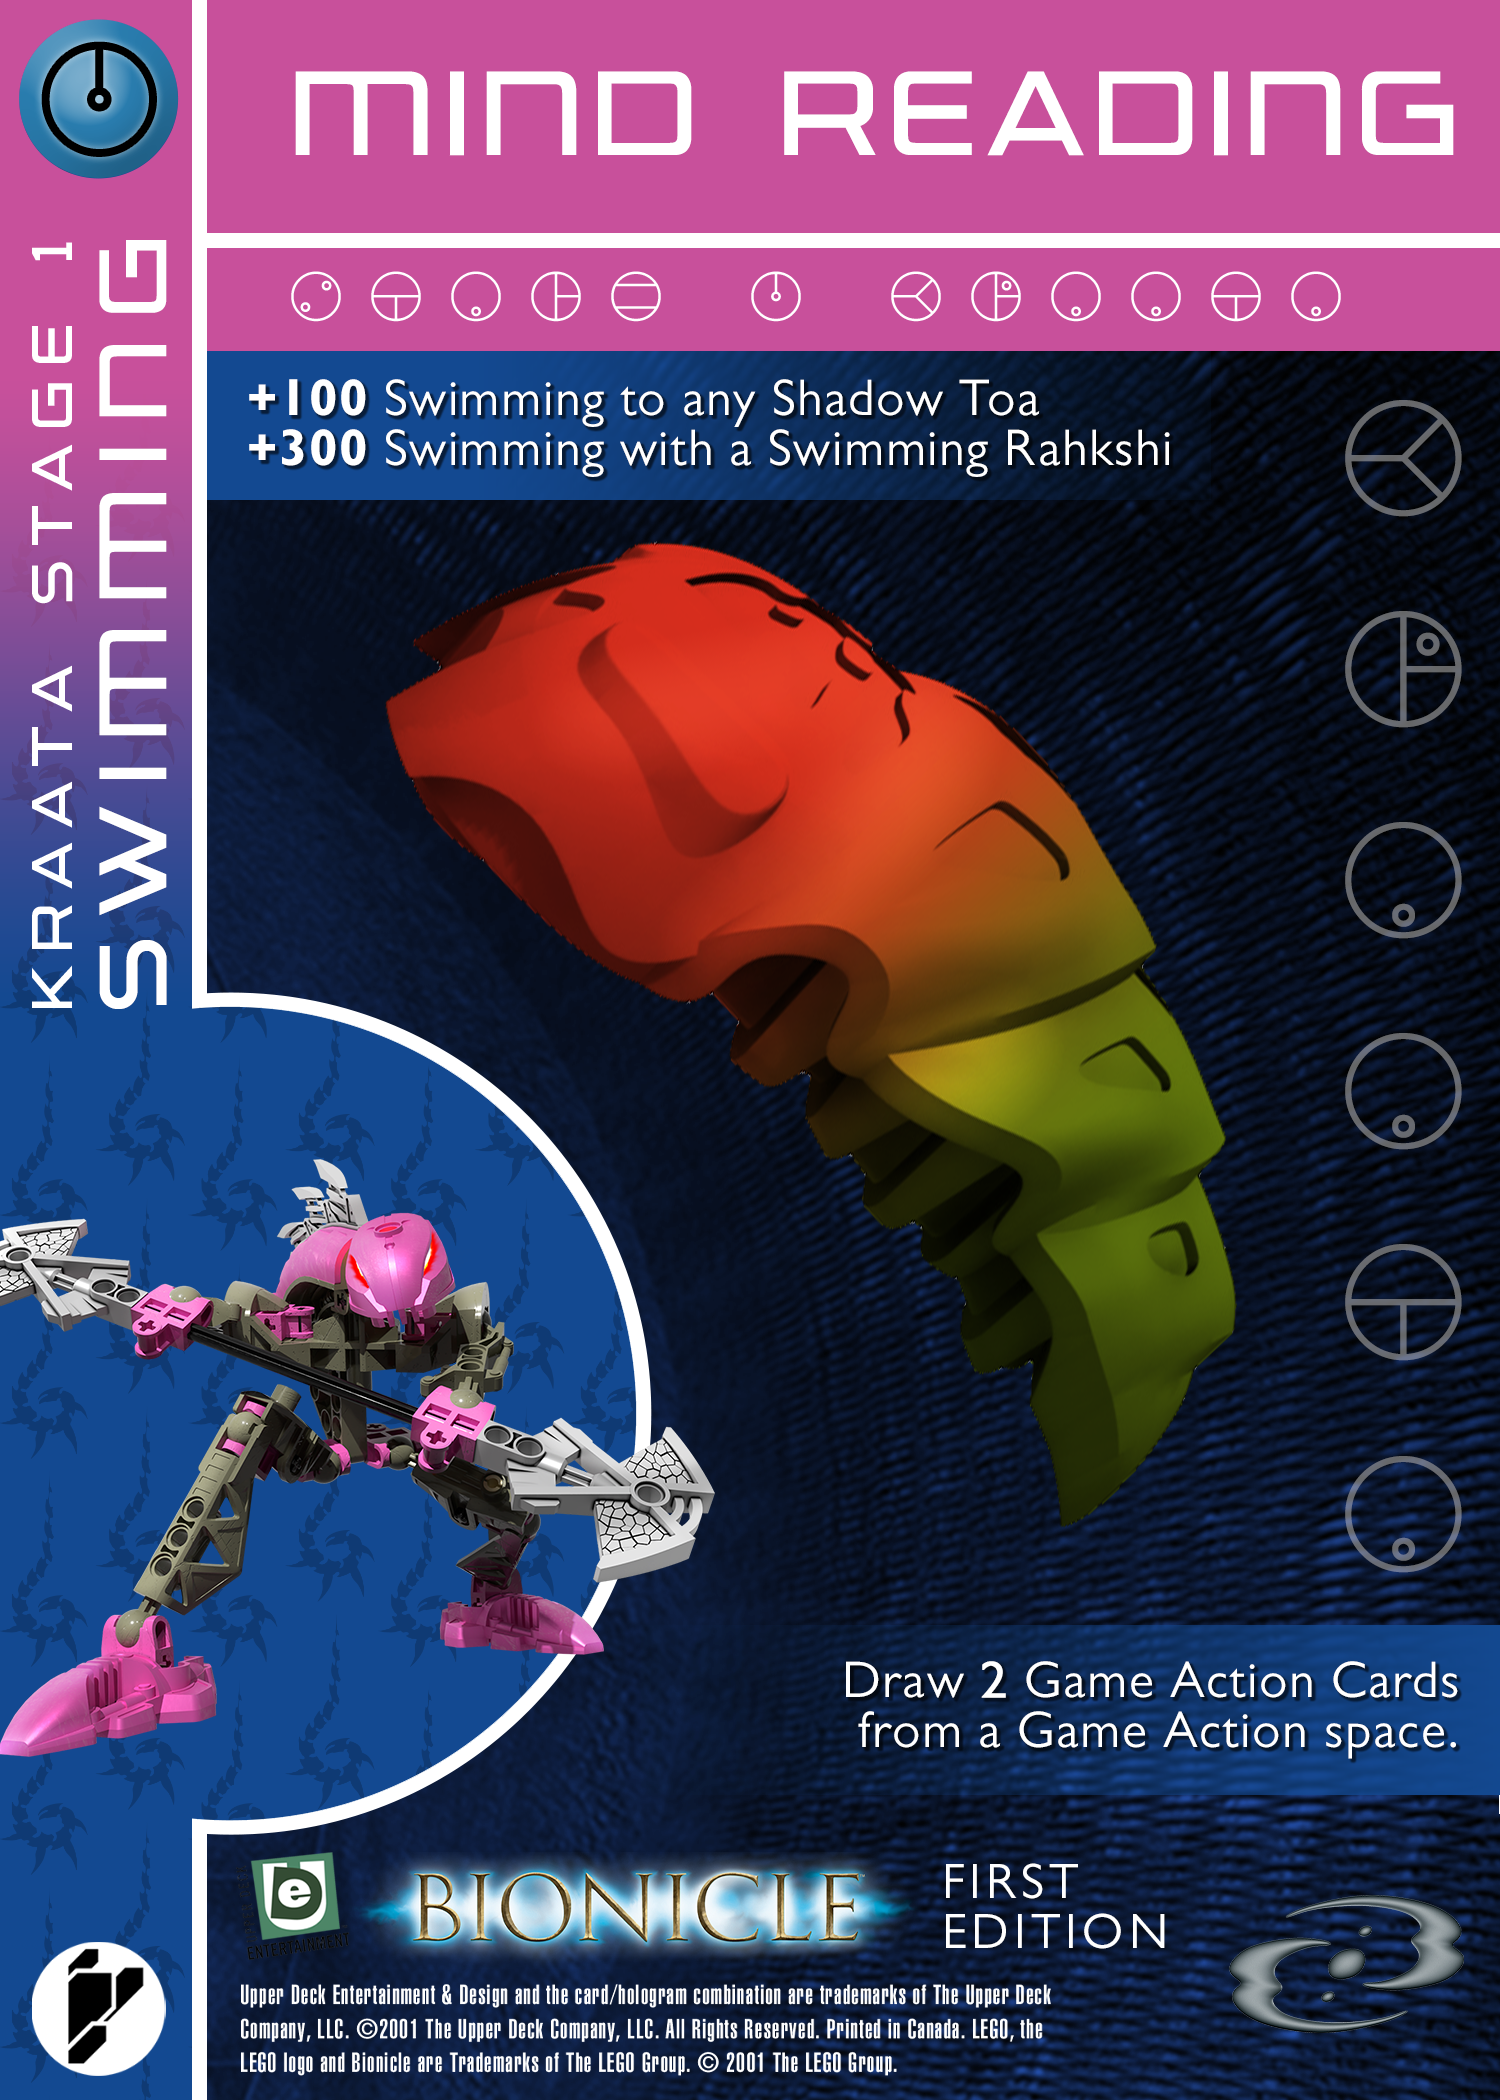 MIND READING
KRAATA STAGE 1
SWIMMING
+100 Swimming to any Shadow Toa
+300 Swimming with a Swimming Rahkshi
Draw 2 Game Action Cards
from a Game Action space.
de
ENTERTAINMENT
BIONICLE
FIRST
EDITION
Upper Deck Entertainment & Design and the card/hologram combination are trademarks of The Upper Deck
Company, LLC. ©2001 The Upper Deck Company, LLC. All Rights Reserved. Printed in Canada. LEGO, the
LEGO logo and Bionicle are Trademarks of The LEGO Group. © 2001 The LEGO Group.